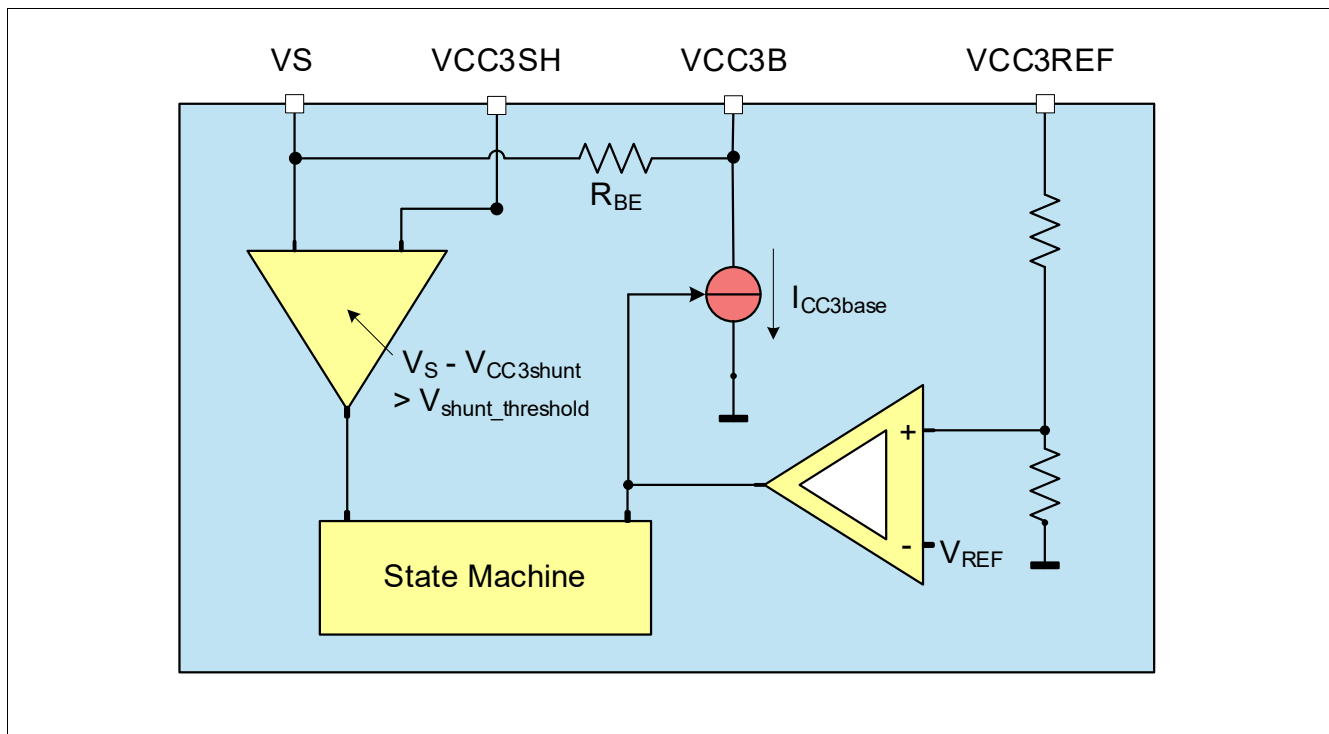 VS VCC3SH VCC3B VCC3REF
RBE
ICC3base
VS - VCC3shunt
> Vshunt_threshold
+
- VREF
State Machine